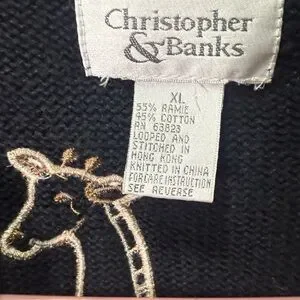 Christopher
&Banks
XL
55% RAMIE
45% COTTON
RN 63823
LOOPED AND
STITCHED IN
HONG KONG
KNITTED IN CHINA
FOR CARE INSTRUCTION
SEE REVERSE